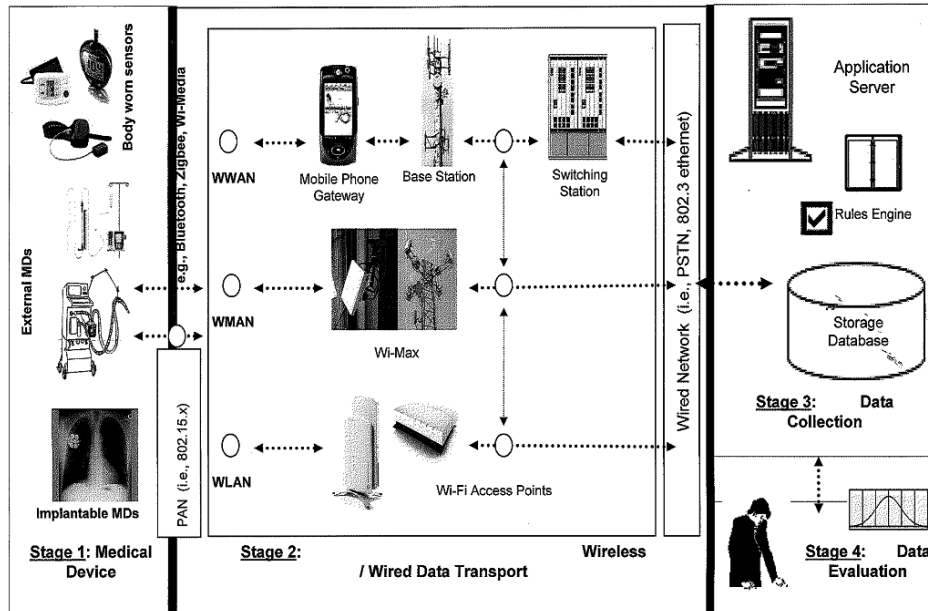 Body worn sensors
External MDs
Implantable MDs
Stage 1: Medical
Device
e.g., Bluetooth, Zigbee, Wi-Media
PAN (i.e., 802.15.x)
WWAN
Mobile Phone
Gateway
Base Station
Switching
Station
WMAN
Wi-Max
WLAN
Wi-Fi Access Points
Stage 2: Wireless
/ Wired Data Transport
Wired Network (i.e., PSTN, 802.3 ethernet)
Application
Server
Rules Engine
Storage
Database
Stage 3: Data
Collection
Stage 4: Data
Evaluation